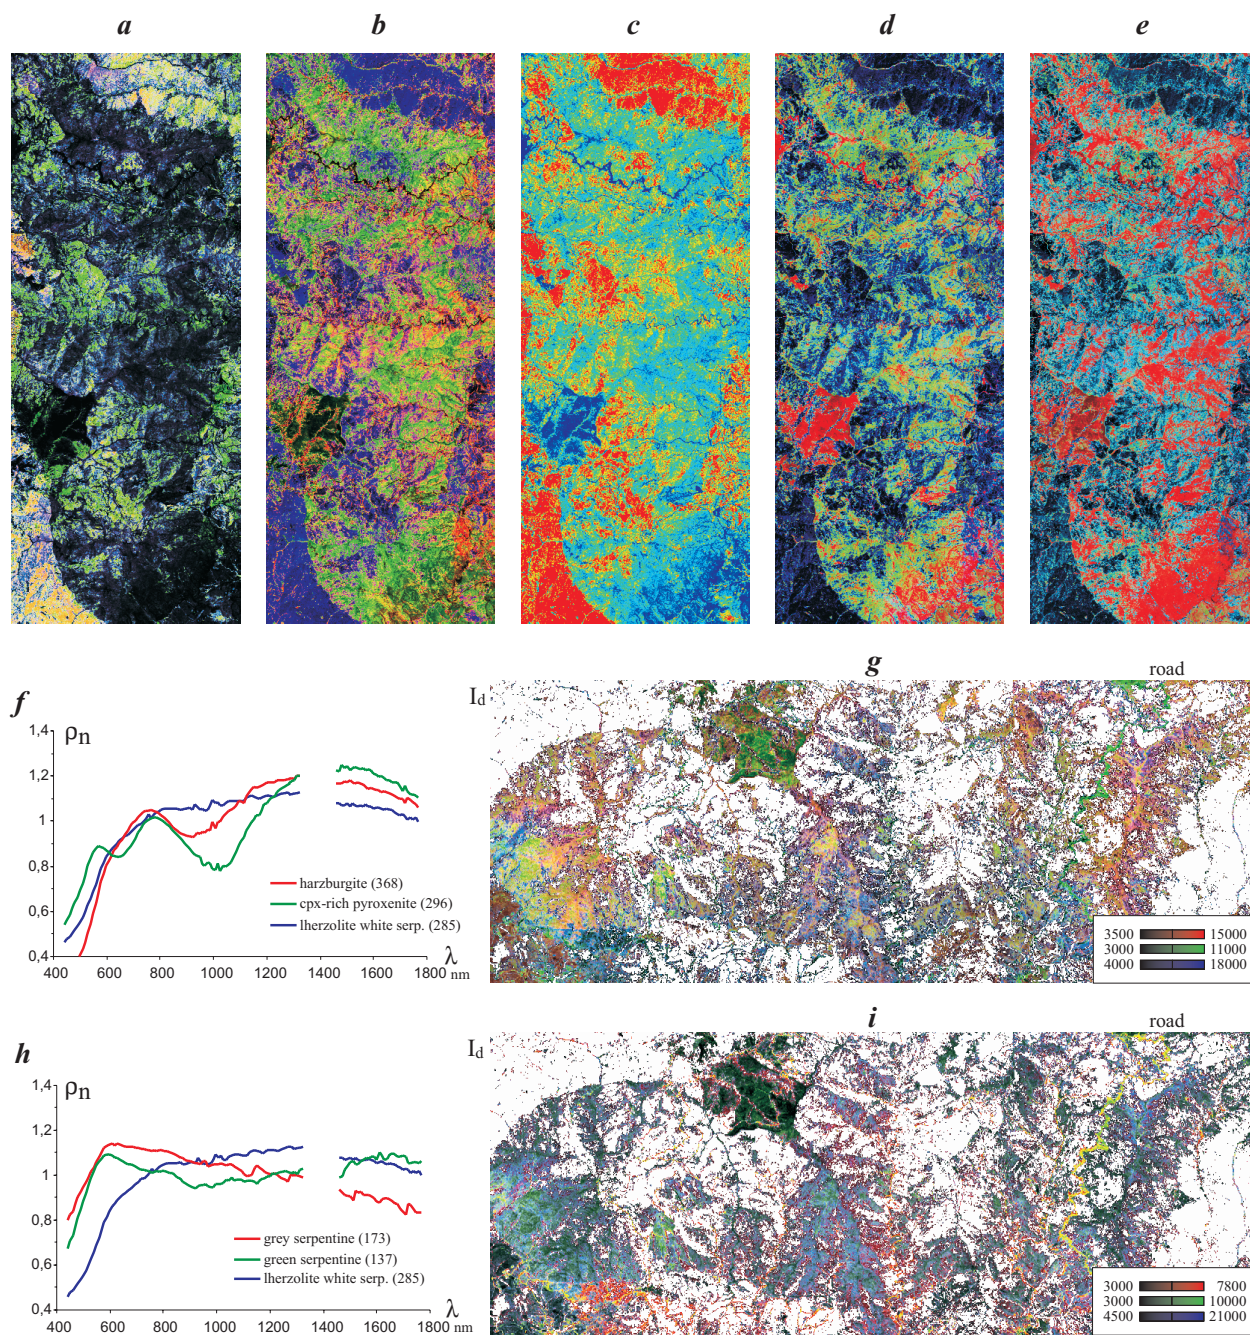 a b c d e
f
ρn
1,4
1,2
1
0,8
0,6
0,4
400 600 800 1000 1200 1400 1600 1800
λ nm
harzburgite (368)
cpx-rich pyroxenite (296)
lherzolite white serp. (285)
g
Id
road
3500 15000
3000 11000
4000 18000
h
ρn
1,4
1,2
1
0,8
0,6
0,4
400 600 800 1000 1200 1400 1600 1800
λ nm
grey serpentine (173)
green serpentine (137)
lherzolite white serp. (285)
i
Id
road
3000 7800
3000 10000
4500 21000